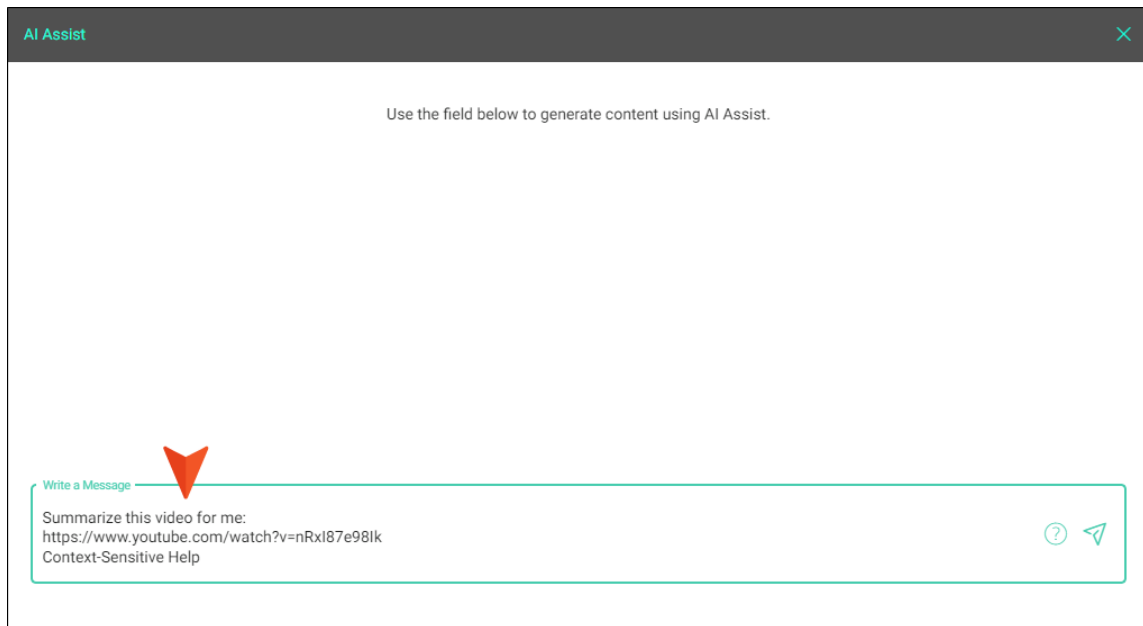 AI Assist
Use the field below to generate content using AI Assist.
Write a Message
Summarize this video for me:
https://www.youtube.com/watch?v=nRxI87e98Ik
Context-Sensitive Help
?